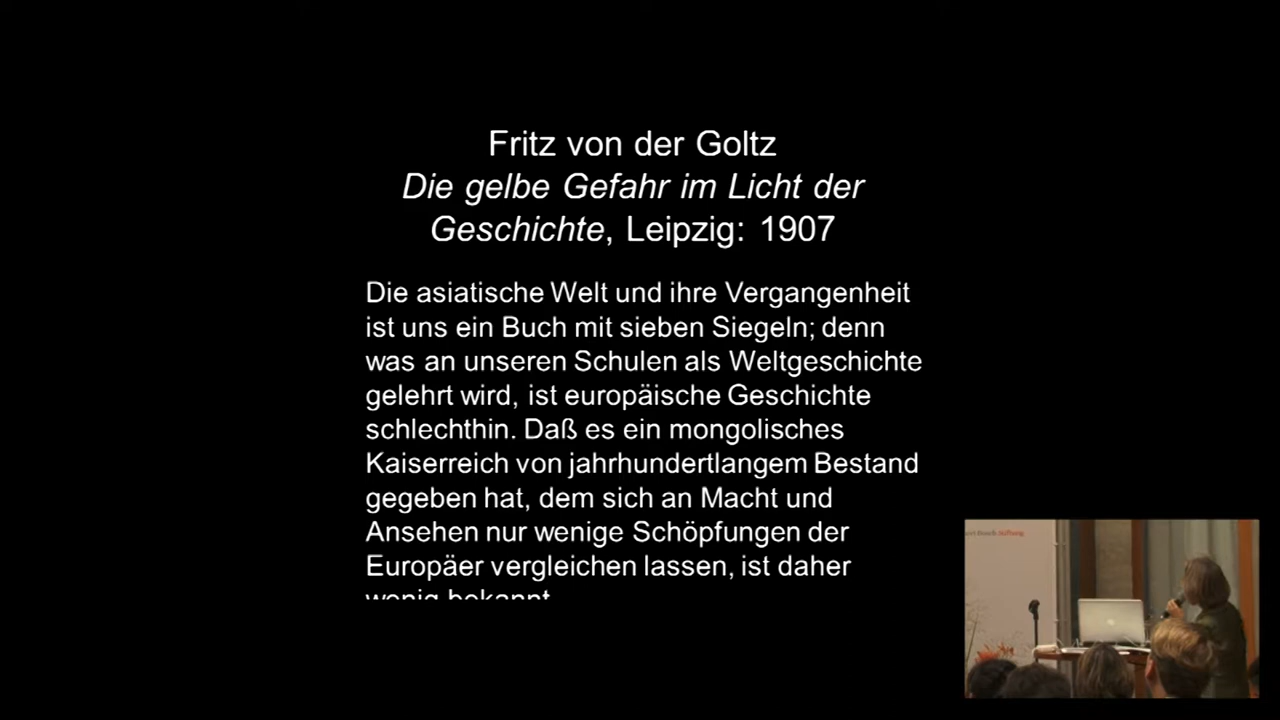 Fritz von der Goltz
Die gelbe Gefahr im Licht der
Geschichte, Leipzig: 1907
Die asiatische Welt und ihre Vergangenheit
ist uns ein Buch mit sieben Siegeln; denn
was an unseren Schulen als Weltgeschichte
gelehrt wird, ist europäische Geschichte
schlechthin. Daß es ein mongolisches
Kaiserreich von jahrhundertlangem Bestand
gegeben hat, dem sich an Macht und
Ansehen nur wenige Schöpfungen der
Europäer vergleichen lassen, ist daher
wenig bekannt
Stiftung